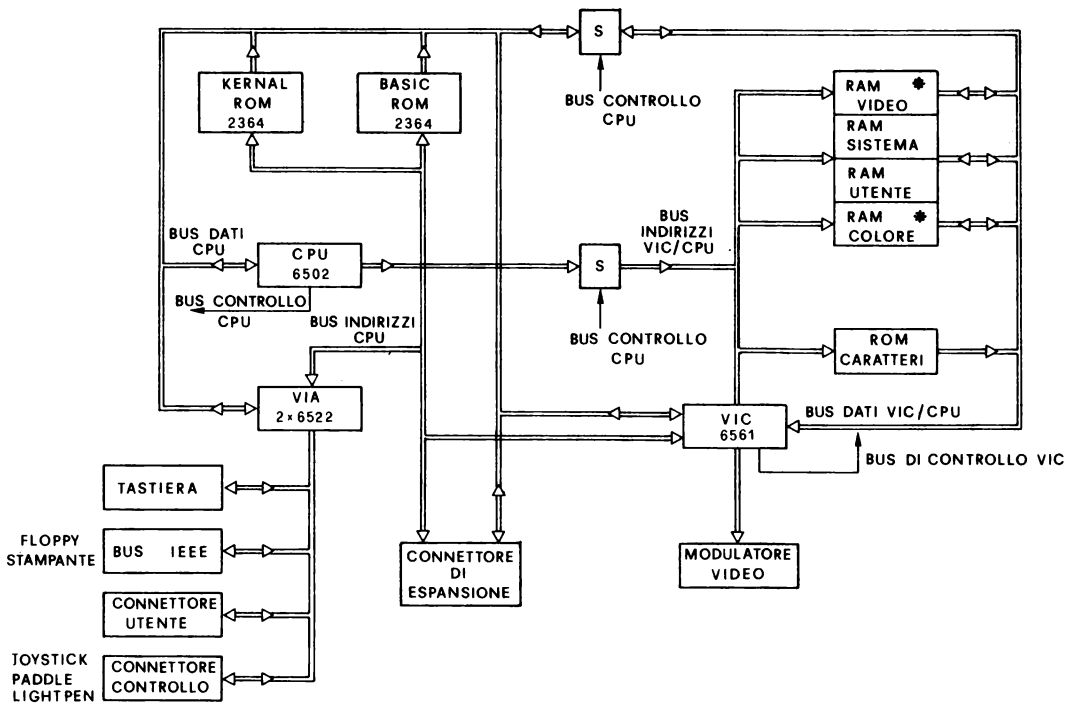 S
BUS CONTROLLO
CPU
KERNAL
ROM
2364
BASIC
ROM
2364
RAM *
VIDEO
RAM
SISTEMA
RAM
UTENTE
RAM *
COLORE
BUS DATI
CPU
CPU
6502
BUS CONTROLLO
CPU
S
BUS
INDIRIZZI
VIC/CPU
BUS CONTROLLO
CPU
BUS INDIRIZZI
CPU
ROM
CARATTERI
VIA
2×6522
VIC
6561
BUS DATI VIC/CPU
BUS DI CONTROLLO VIC
TASTIERA
FLOPPY
STAMPANTE
BUS IEEE
CONNETTORE
UTENTE
JOYSTICK
PADDLE
LIGHTPEN
CONNETTORE
CONTROLLO
CONNETTORE
DI
ESPANSIONE
MODULATORE
VIDEO